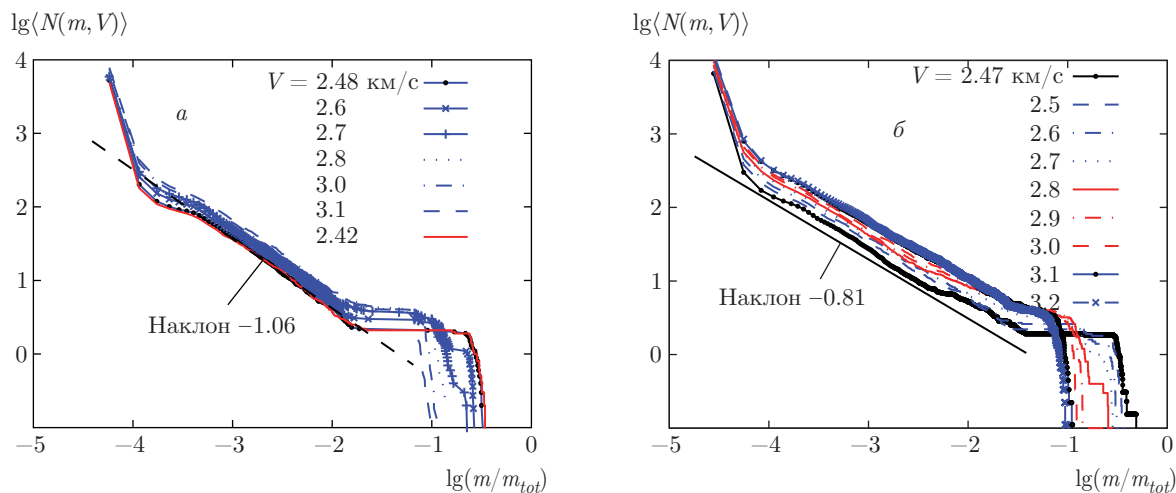 lg⟨N(m, V)⟩
4
3
2
1
0
−5 −4 −3 −2 −1 0
lg(m/m_tot)
а
V = 2.48 км/с
2.6
2.7
2.8
3.0
3.1
2.42
Наклон −1.06
lg⟨N(m, V)⟩
4
3
2
1
0
−5 −4 −3 −2 −1 0
lg(m/m_tot)
б
V = 2.47 км/с
2.5
2.6
2.7
2.8
2.9
3.0
3.1
3.2
Наклон −0.81